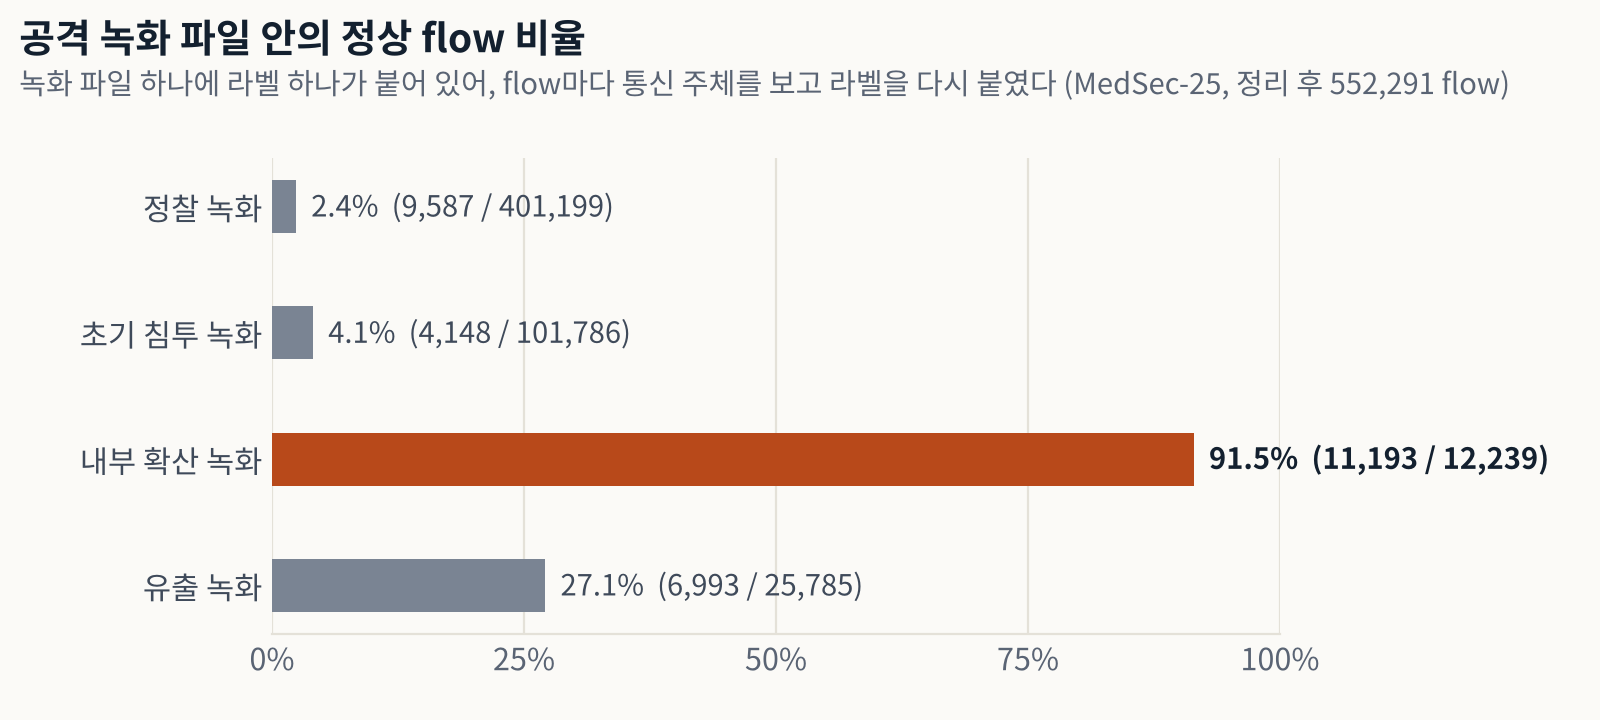 공격 녹화 파일 안의 정상 flow 비율
녹화 파일 하나에 라벨 하나가 붙어 있어, flow마다 통신 주체를 보고 라벨을 다시 붙였다 (MedSec-25, 정리 후 552,291 flow)
정찰 녹화 2.4% (9,587 / 401,199)
초기 침투 녹화 4.1% (4,148 / 101,786)
내부 확산 녹화 91.5% (11,193 / 12,239)
유출 녹화 27.1% (6,993 / 25,785)
0% 25% 50% 75% 100%